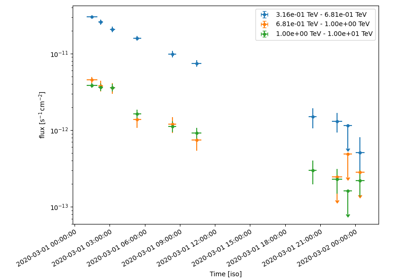 3.16e-01 TeV - 6.81e-01 TeV
6.81e-01 TeV - 1.00e+00 TeV
1.00e+00 TeV - 1.00e+01 TeV
10⁻¹¹
10⁻¹²
10⁻¹³
flux [s⁻¹ cm⁻²]
2020-03-01 00:00:00
2020-03-01 03:00:00
2020-03-01 06:00:00
2020-03-01 09:00:00
2020-03-01 12:00:00
2020-03-01 15:00:00
2020-03-01 18:00:00
2020-03-01 21:00:00
2020-03-02 00:00:00
Time [iso]